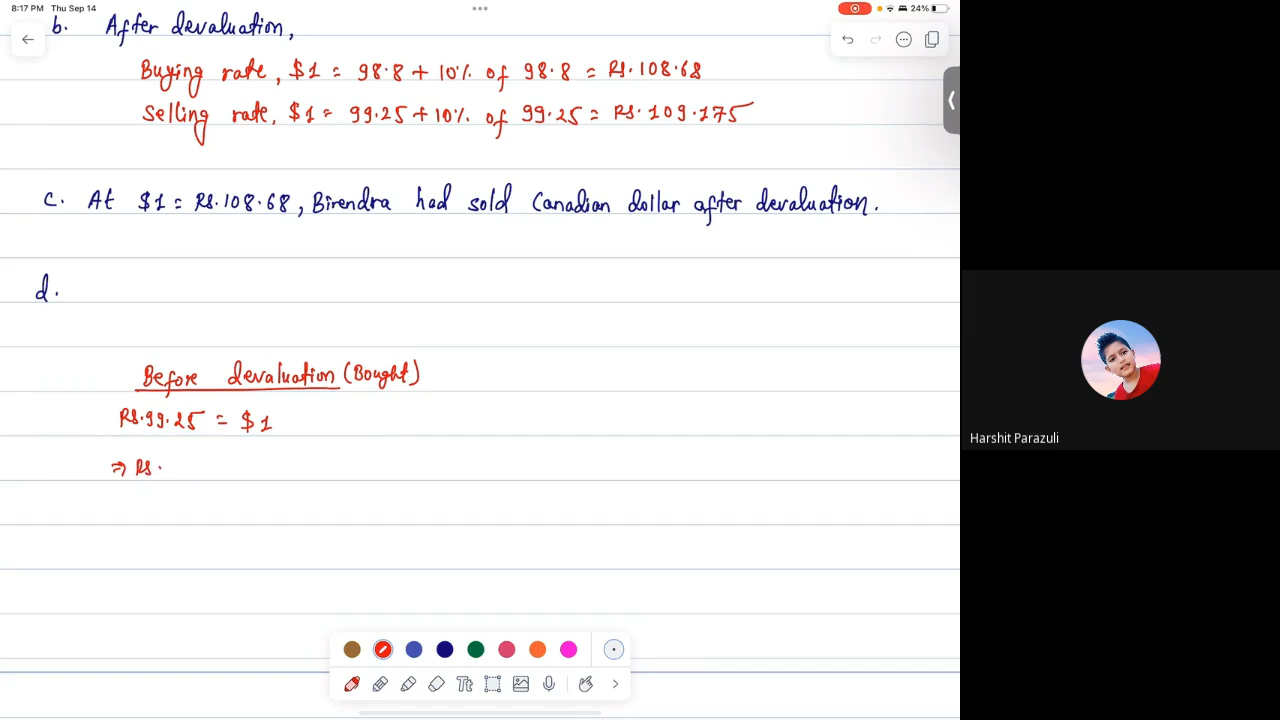 8:17 PM Thu Sep 14
24%
b. After devaluation,
Buying rate, $1 = 98.8 + 10% of 98.8 = Rs.108.68
Selling rate, $1 = 99.25 + 10% of 99.25 = Rs.109.175
c. At $1 = Rs.108.68, Birendra had sold Canadian dollar after devaluation.
d.
Before devaluation (Bought)
Rs.99.25 = $1
⇒ Rs.
Tt
Harshit Parazuli